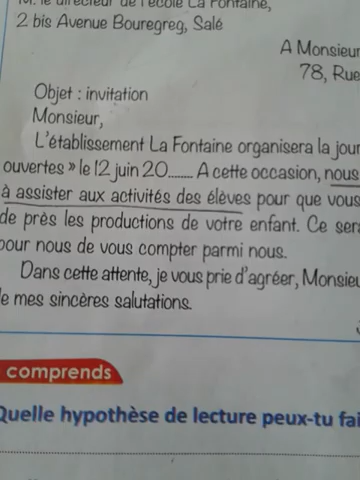 M. le directeur de l'école La Fontaine,
2 bis Avenue Bouregreg, Salé
A Monsieur
78, Rue
Objet : invitation
Monsieur,
L'établissement La Fontaine organisera la jour
ouvertes » le 12 juin 20........ A cette occasion, nous
à assister aux activités des élèves pour que vous
de près les productions de votre enfant. Ce sera
pour nous de vous compter parmi nous.
Dans cette attente, je vous prie d'agréer, Monsieu
de mes sincères salutations.
comprends
Quelle hypothèse de lecture peux-tu fai